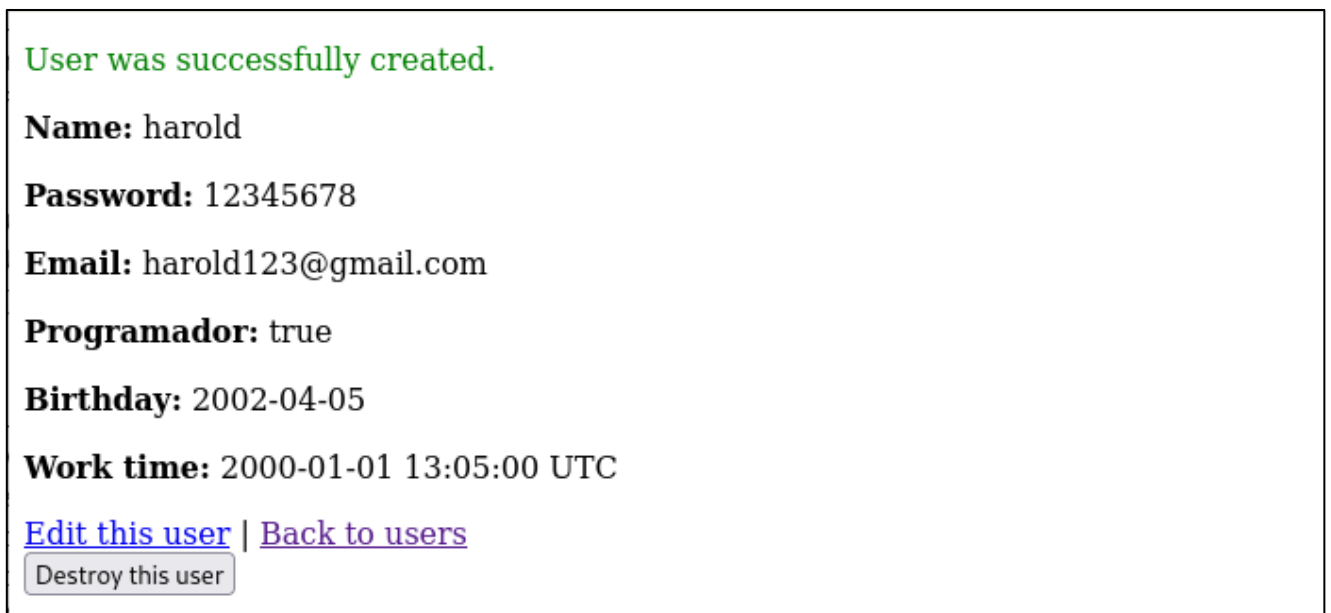 User was successfully created.
Name: harold
Password: 12345678
Email: harold123@gmail.com
Programador: true
Birthday: 2002-04-05
Work time: 2000-01-01 13:05:00 UTC
Edit this user | Back to users
Destroy this user